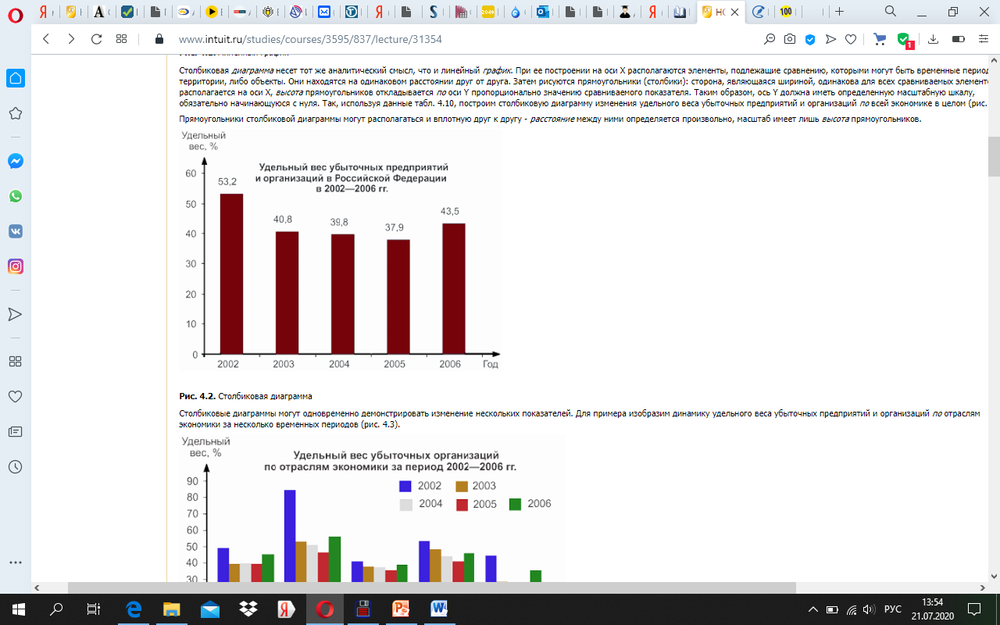 www.intuit.ru/studies/courses/3595/837/lecture/31354
Столбиковая диаграмма несет тот же аналитический смысл, что и линейный график. При ее построении на оси X располагаются элементы, подлежащие сравнению, которыми могут быть временные период
территории, либо объекты. Они находятся на одинаковом расстоянии друг от друга. Затем рисуются прямоугольники (столбики): сторона, являющаяся шириной, одинакова для всех сравниваемых элементо
располагается на оси X, высота прямоугольников откладывается по оси Y пропорционально значению сравниваемого показателя. Таким образом, ось Y должна иметь определенную масштабную шкалу,
обязательно начинающуюся с нуля. Так, используя данные табл. 4.10, построим столбиковую диаграмму изменения удельного веса убыточных предприятий и организаций по всей экономике в целом (рис.
Прямоугольники столбиковой диаграммы могут располагаться и вплотную друг к другу - расстояние между ними определяется произвольно, масштаб имеет лишь высота прямоугольников.
Удельный
вес, %
Удельный вес убыточных предприятий
и организаций в Российской Федерации
в 2002—2006 гг.
60
50
40
30
20
10
0
53,2
40,8
39,8
37,9
43,5
2002
2003
2004
2005
2006
Год
Рис. 4.2. Столбиковая диаграмма
Столбиковые диаграммы могут одновременно демонстрировать изменение нескольких показателей. Для примера изобразим динамику удельного веса убыточных предприятий и организаций по отраслям
экономики за несколько временных периодов (рис. 4.3).
Удельный
вес, %
Удельный вес убыточных организаций
по отраслям экономики за период 2002—2006 гг.
2002
2003
2004
2005
2006
90
80
70
60
50
40
30
РУС
13:54
21.07.2020